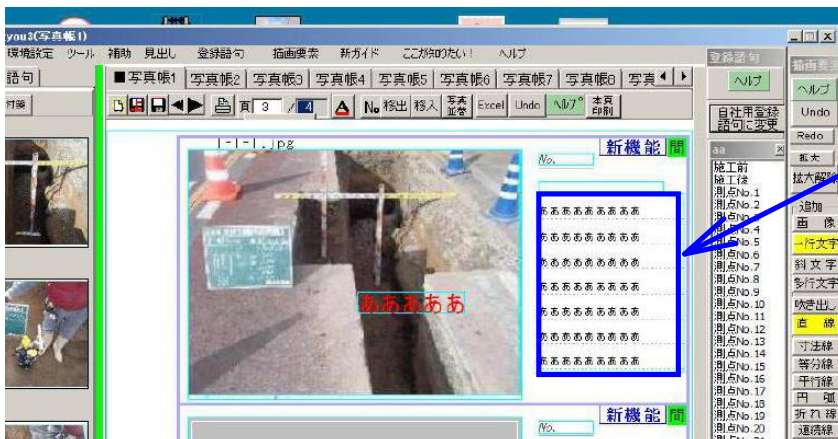 you3(写真帳1)
環境設定 ツール 補助 見出し 登録語句 描画要素 新ガイド ここが知りたい! ヘルプ
語句
■写真帳1 写真帳2 写真帳3 写真帳4 写真帳5 写真帳6 写真帳7 写真帳8 写真
付箋
頁 3 / 4 A No 移出 移入 写真並替 Excel Undo ヘルプ 本頁印刷
1-1-1.jpg
新機能 間
No.
ああああああああ
ああああああああ
ああああああああ
ああああああああ
ああああああああ
ああああああああ
ああああああああ
あああああ
新機能 間
No.
登録語句
ヘルプ
自社用登録
語句に変更
aa
施工前
施工後
測点No.1
測点No.2
測点No.4
測点No.5
測点No.6
測点No.7
測点No.8
測点No.9
測点No.10
測点No.11
測点No.12
測点No.13
測点No.14
測点No.15
測点No.16
測点No.17
測点No.18
測点No.19
測点No.20
描画要
ヘルプ
Undo
Redo
拡大
拡大解除
追加
画 像
一行文字
斜文字
多行文字
吹き出し
直 線
寸法線
等分線
平行線
円 弧
折れ線
連続線